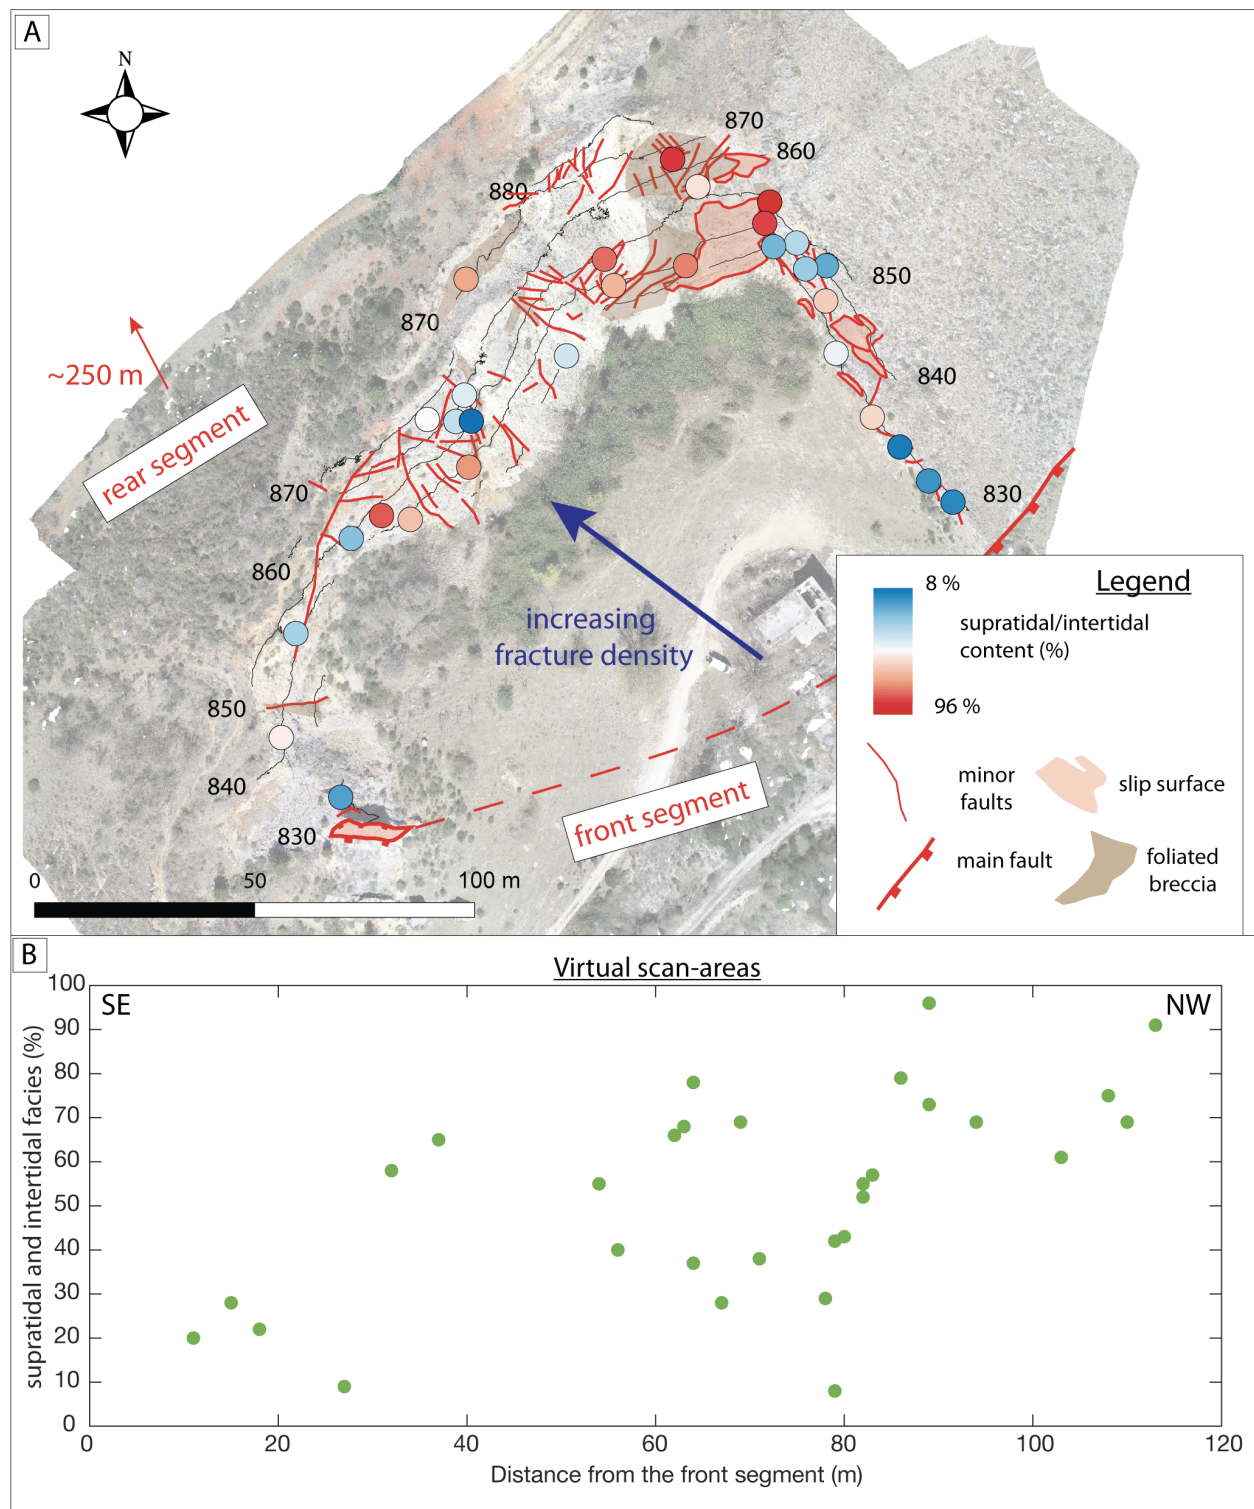 A
N
870
860
880
850
870
~250 m
840
rear segment
870
830
Legend
8 %
supratidal/intertidal
content (%)
96 %
860
increasing
fracture density
850
minor
faults
slip surface
840
front segment
830
main fault
foliated
breccia
0 50 100 m
B
Virtual scan-areas
SE
NW
supratidal and intertidal facies (%)
100
90
80
70
60
50
40
30
20
10
0
0 20 40 60 80 100 120
Distance from the front segment (m)